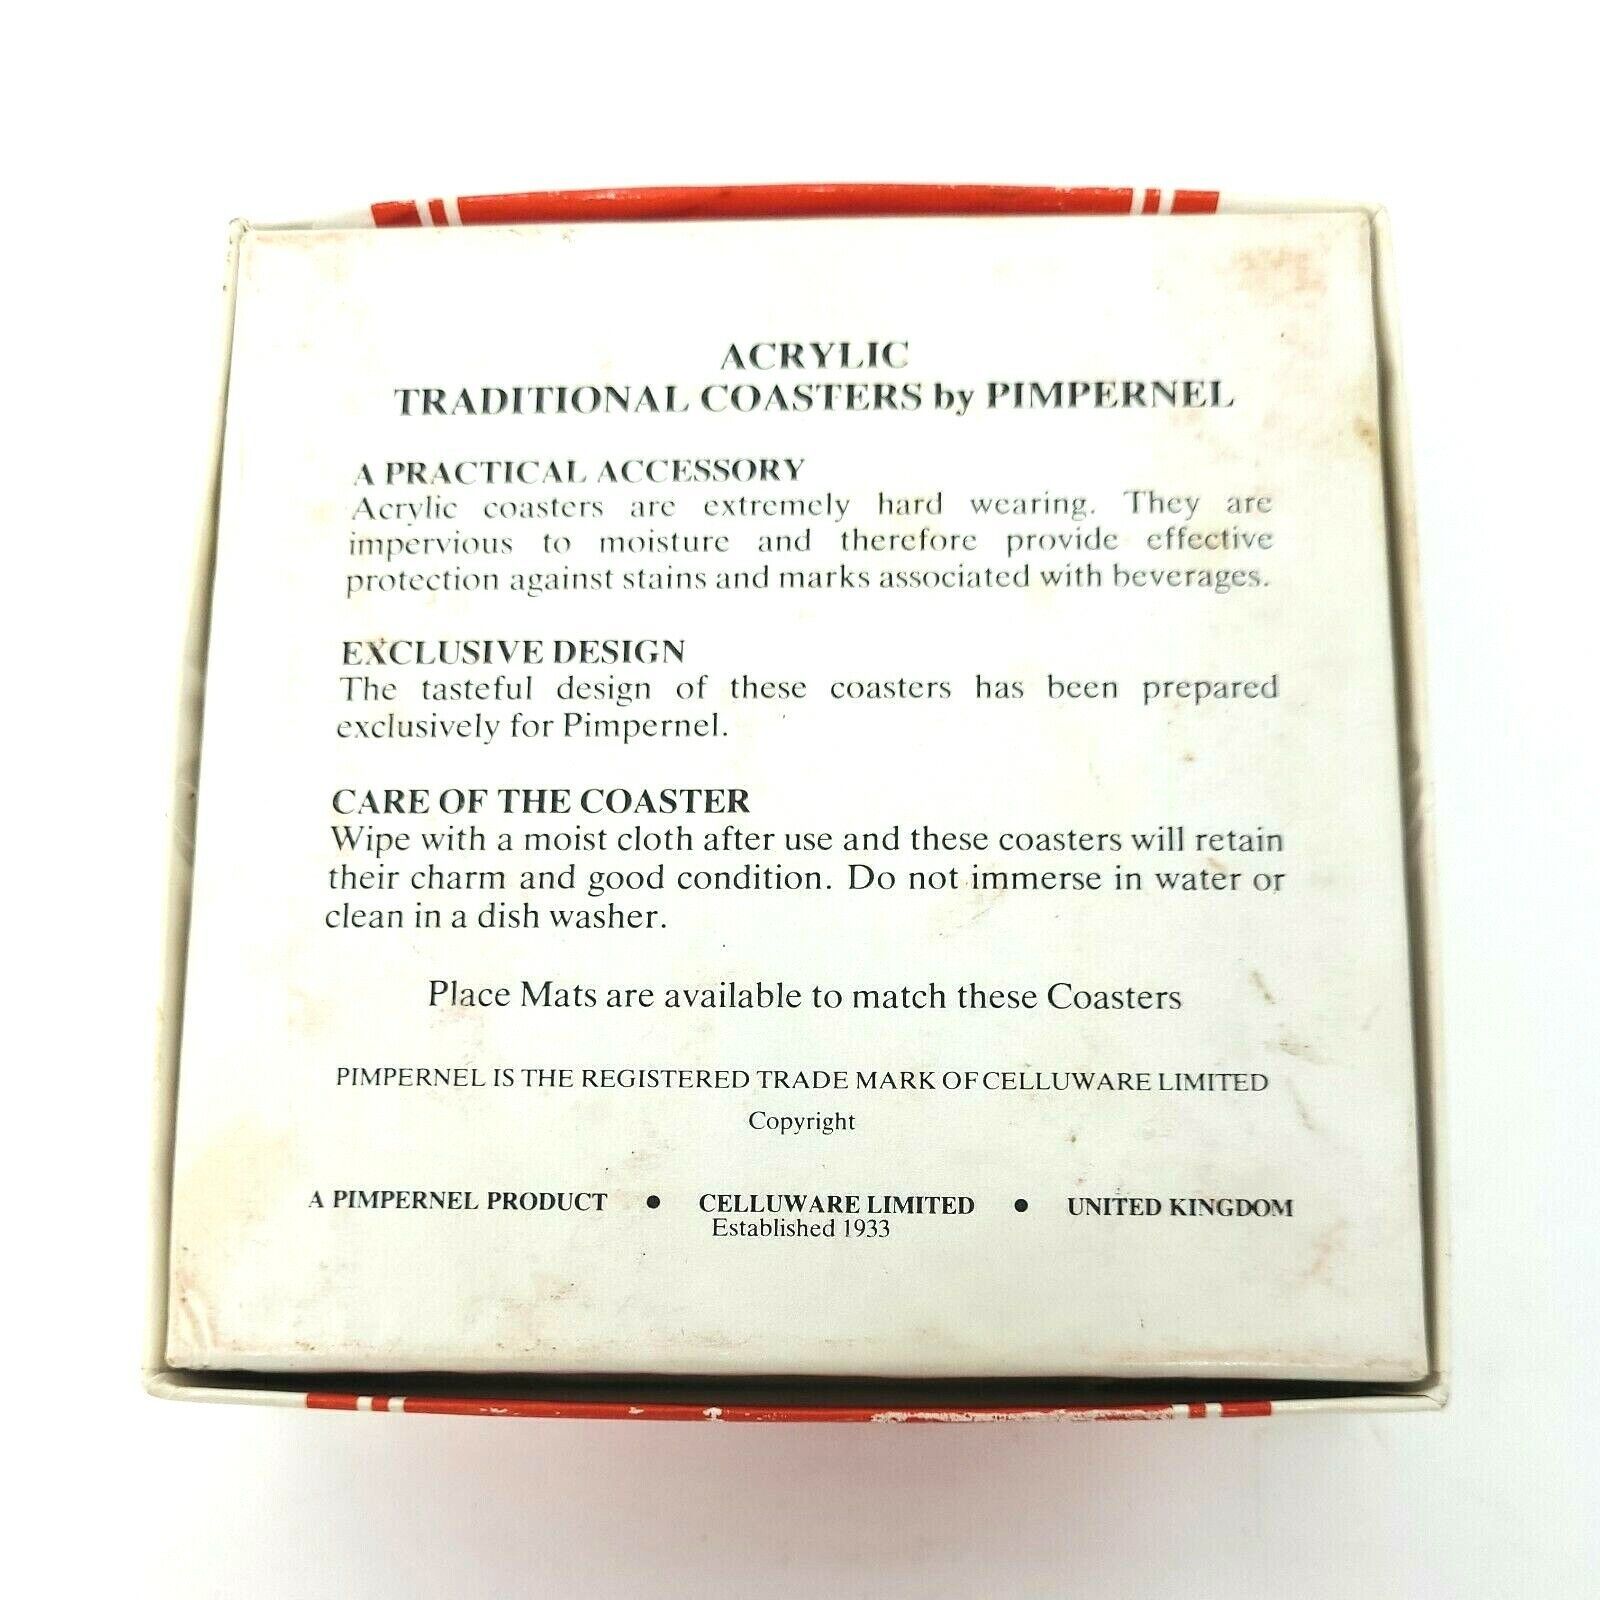 ACRYLIC
TRADITIONAL COASTERS by PIMPERNEL
A PRACTICAL ACCESSORY
Acrylic coasters are extremely hard wearing. They are
impervious to moisture and therefore provide effective
protection against stains and marks associated with beverages.
EXCLUSIVE DESIGN
The tasteful design of these coasters has been prepared
exclusively for Pimpernel.
CARE OF THE COASTER
Wipe with a moist cloth after use and these coasters will retain
their charm and good condition. Do not immerse in water or
clean in a dish washer.
Place Mats are available to match these Coasters
PIMPERNEL IS THE REGISTERED TRADE MARK OF CELLUWARE LIMITED
Copyright
A PIMPERNEL PRODUCT • CELLUWARE LIMITED • UNITED KINGDOM
Established 1933